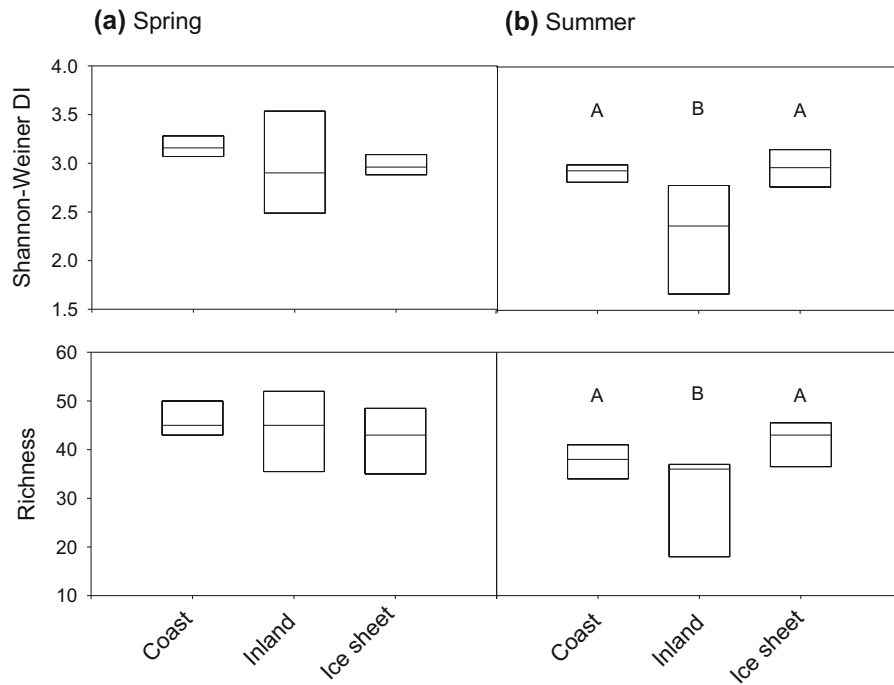 (a) Spring
(b) Summer
Shannon-Weiner DI
4.0
3.5
3.0
2.5
2.0
1.5
A B A
Richness
60
50
40
30
20
10
A B A
Coast Inland Ice sheet
Coast Inland Ice sheet